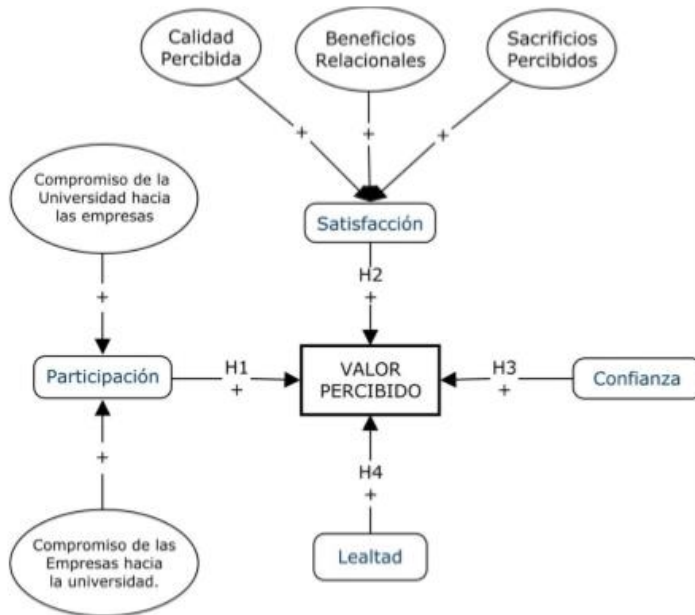 Calidad
Percibida
Beneficios
Relacionales
Sacrificios
Percibidos
+
+
+
Compromiso de la
Universidad hacia
las empresas
Satisfacción
H2
+
+
Participación
H1
+
VALOR
PERCIBIDO
H3
+
Confianza
+
H4
+
Compromiso de las
Empresas hacia
la universidad.
Lealtad